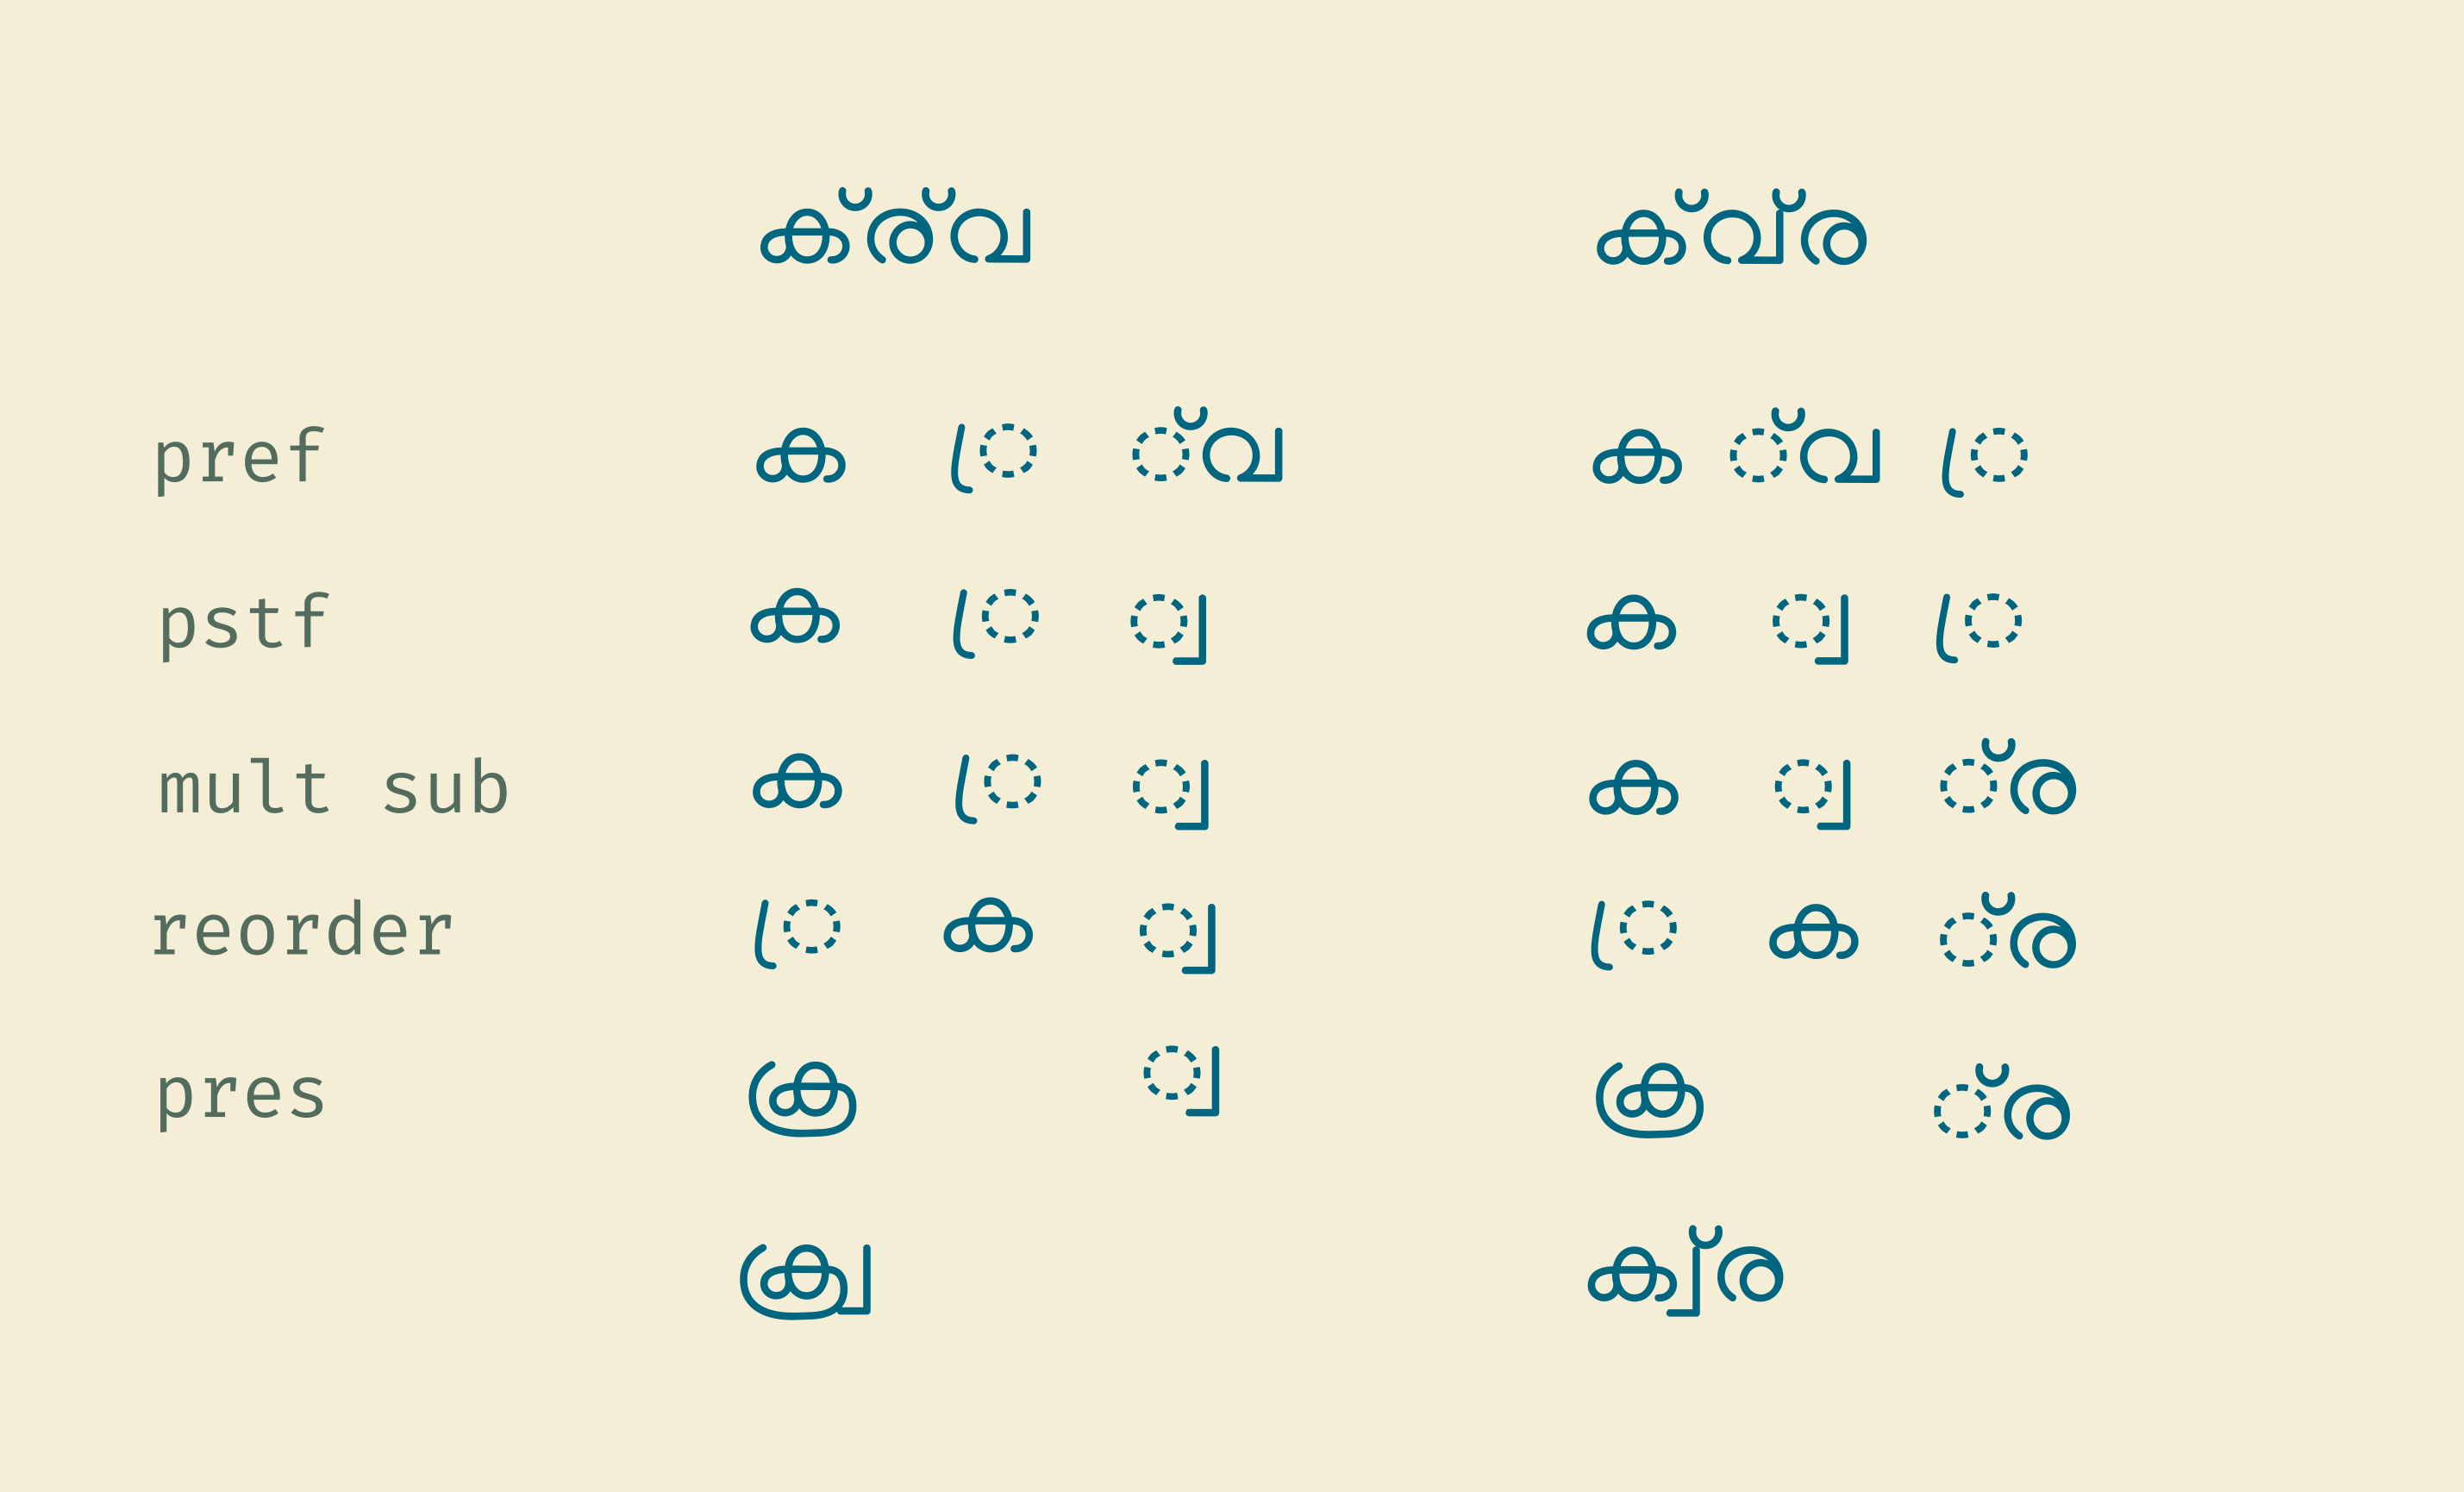 ക്‌ര്‌വ ക്‌വ്‌ര
pref ക ◌്ര ◌്‌വ ക ◌്‌വ ◌്ര
pstf ക ◌്ര ◌്വ ക ◌്വ ◌്ര
mult sub ക ◌്ര ◌്വ ക ◌്വ ◌്‌ര
reorder ◌്ര ക ◌്വ ◌്ര ക ◌്‌ര
pres ക്ര ◌്വ ക്ര ◌്‌ര
ക്ര്വ ക്വ്‌ര